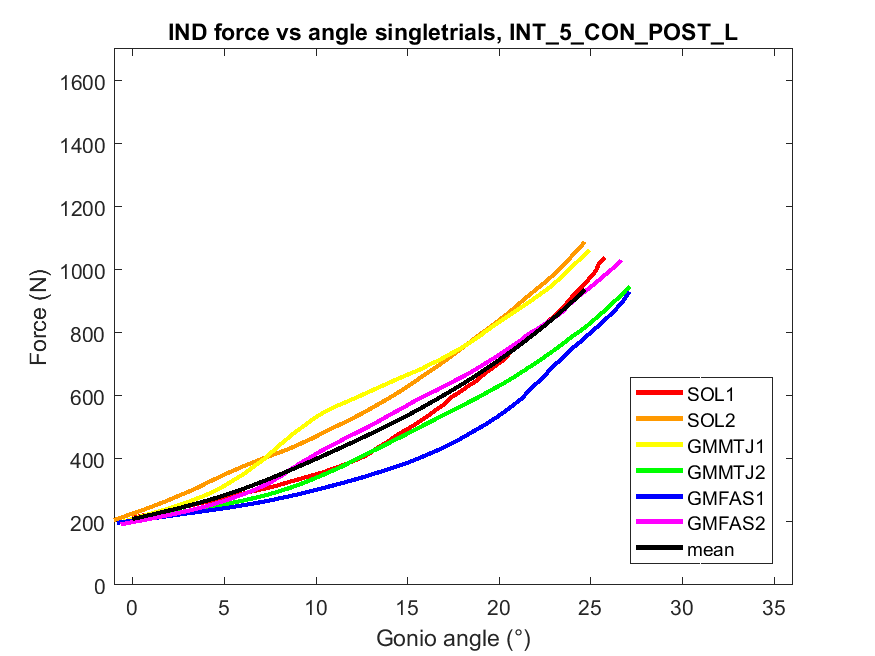 IND force vs angle singletrials, INT_5_CON_POST_L
1600
1400
1200
1000
800
600
400
200
0
Force (N)
0 5 10 15 20 25 30 35
Gonio angle (°)
SOL1
SOL2
GMMTJ1
GMMTJ2
GMFAS1
GMFAS2
mean